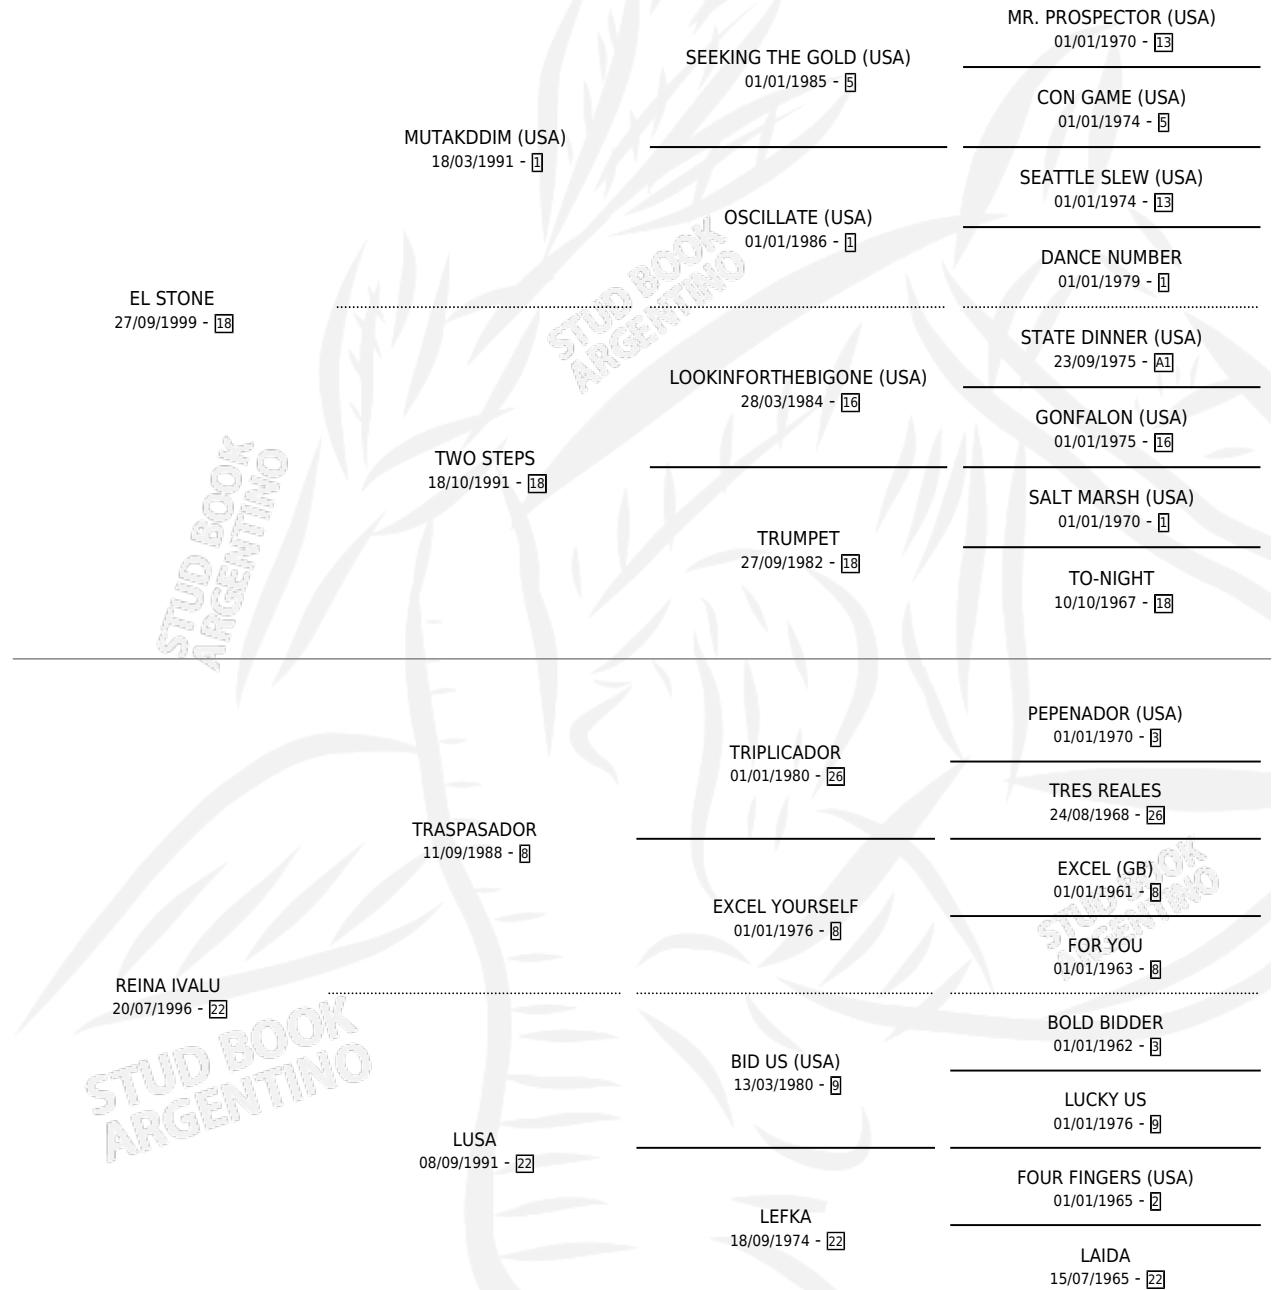 MR. PROSPECTOR (USA)
01/01/1970 - 13
SEEKING THE GOLD (USA)
01/01/1985 - 5
CON GAME (USA)
01/01/1974 - 5
MUTAKDDIM (USA)
18/03/1991 - 1
SEATTLE SLEW (USA)
01/01/1974 - 13
OSCILLATE (USA)
01/01/1986 - 1
DANCE NUMBER
01/01/1979 - 1
EL STONE
27/09/1999 - 18
STATE DINNER (USA)
23/09/1975 - A1
LOOKINFORTHEBIGONE (USA)
28/03/1984 - 16
GONFALON (USA)
01/01/1975 - 16
TWO STEPS
18/10/1991 - 18
SALT MARSH (USA)
01/01/1970 - 1
TRUMPET
27/09/1982 - 18
TO-NIGHT
10/10/1967 - 18
PEPENADOR (USA)
01/01/1970 - 3
TRIPLICADOR
01/01/1980 - 26
TRES REALES
24/08/1968 - 26
TRASPASADOR
11/09/1988 - 8
EXCEL (GB)
01/01/1961 - 8
EXCEL YOURSELF
01/01/1976 - 8
FOR YOU
01/01/1963 - 8
REINA IVALU
20/07/1996 - 22
BOLD BIDDER
01/01/1962 - 3
BID US (USA)
13/03/1980 - 9
LUCKY US
01/01/1976 - 9
LUSA
08/09/1991 - 22
FOUR FINGERS (USA)
01/01/1965 - 2
LEFKA
18/09/1974 - 22
LAIDA
15/07/1965 - 22
STUD BOOK
ARGENTINO
STUD BOOK
ARGENTINO
STUD BOOK
ARGENTINO
STUD BOOK
ARGENTINO